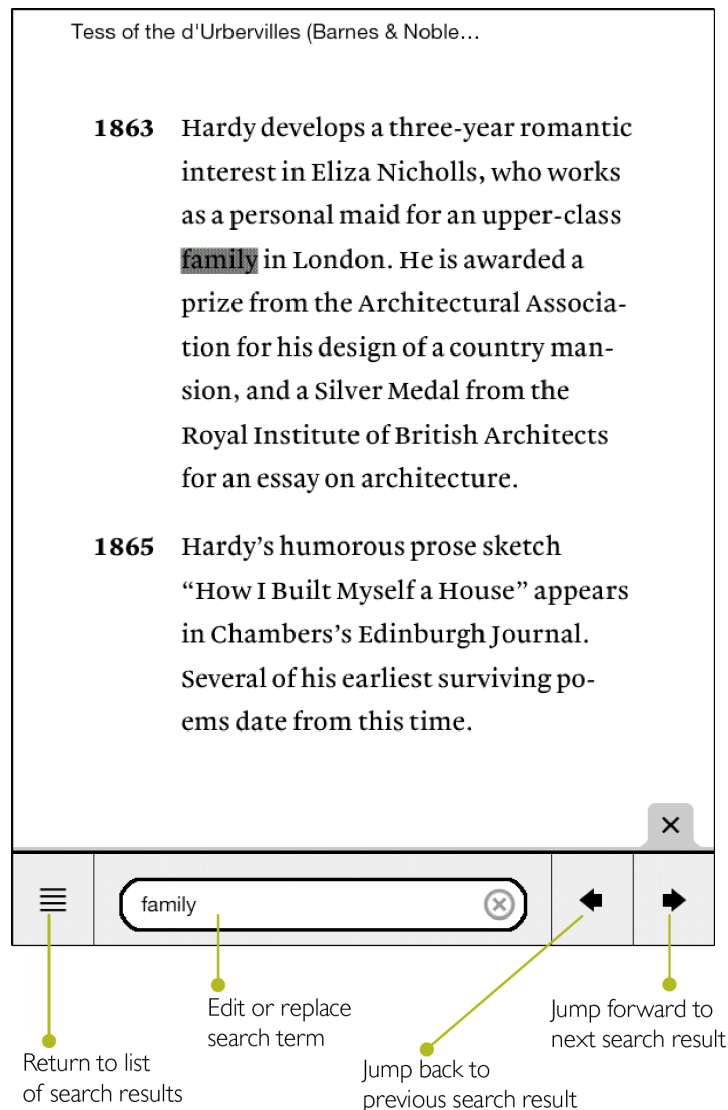 Tess of the d'Urbervilles (Barnes & Noble...
1863 Hardy develops a three-year romantic
interest in Eliza Nicholls, who works
as a personal maid for an upper-class
family in London. He is awarded a
prize from the Architectural Associa-
tion for his design of a country man-
sion, and a Silver Medal from the
Royal Institute of British Architects
for an essay on architecture.
1865 Hardy’s humorous prose sketch
“How I Built Myself a House” appears
in Chambers’s Edinburgh Journal.
Several of his earliest surviving po-
ems date from this time.
family
Edit or replace
search term
Jump forward to
next search result
Return to list
of search results
Jump back to
previous search result